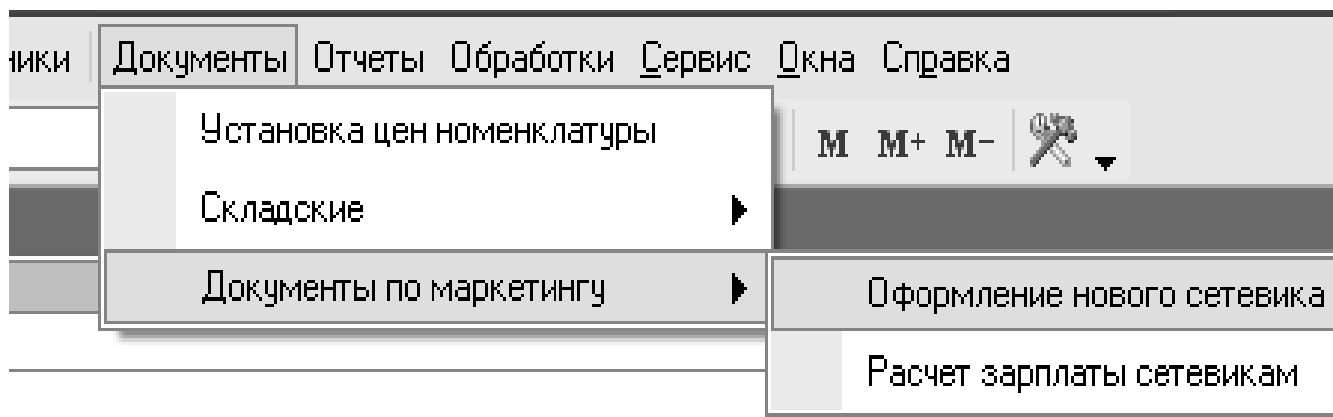 ники Документы Отчеты Обработки Сервис Окна Справка
Установка цен номенклатуры
M M+ M-
Складские
Документы по маркетингу
Оформление нового сетевика
Расчет зарплаты сетевикам